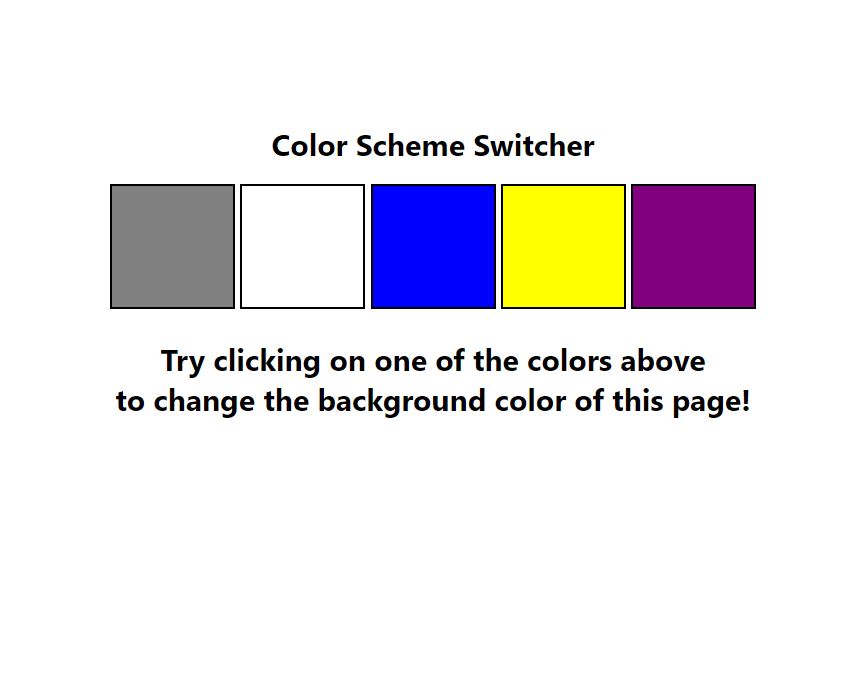 Color Scheme Switcher
Try clicking on one of the colors above
to change the background color of this page!